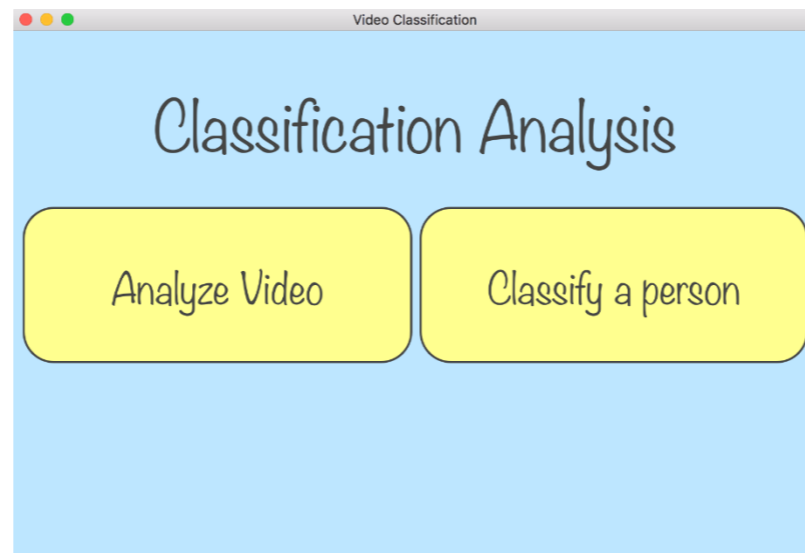 Video Classification
Classification Analysis
Analyze Video
Classify a person